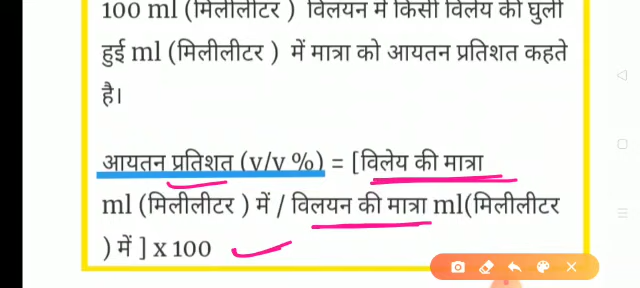 100 ml (मिलीलीटर ) विलयन में किसी विलेय की घुली
हुई ml (मिलीलीटर ) में मात्रा को आयतन प्रतिशत कहते
है।
आयतन प्रतिशत (v/v %) = [विलेय की मात्रा
ml (मिलीलीटर ) में / विलयन की मात्रा ml(मिलीलीटर
) में ] x 100